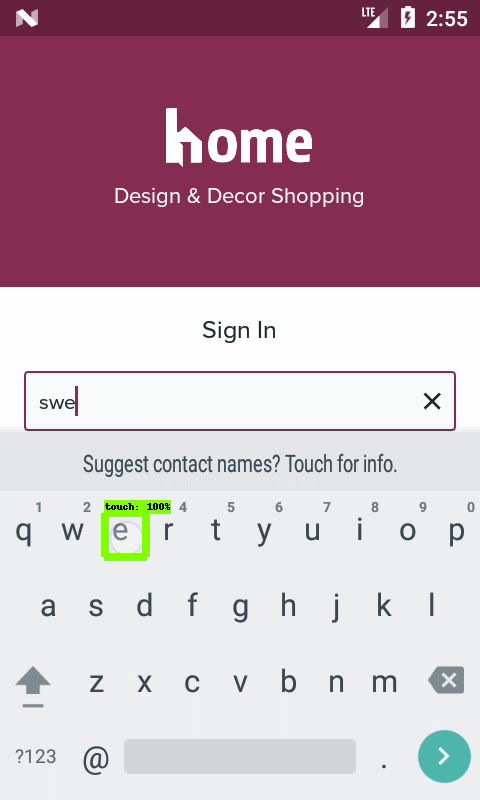 LTE 2:55
home
Design & Decor Shopping
Sign In
swe
Suggest contact names? Touch for info.
touch: 100%
1 2 4 5 6 7 8 9 0
q w e r t y u i o p
a s d f g h j k l
z x c v b n m
?123 @ .